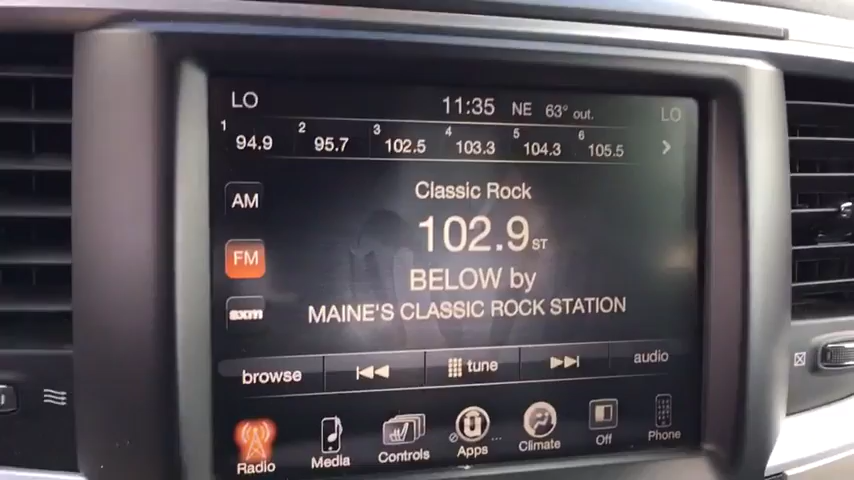 LO 11:35 NE 63° out. LO
1 94.9 2 95.7 3 102.5 4 103.3 5 104.3 6 105.5
Classic Rock
AM
102.9 ST
FM
BELOW by
sxm
MAINE'S CLASSIC ROCK STATION
browse tune audio
Radio Media Controls Apps Climate Off Phone